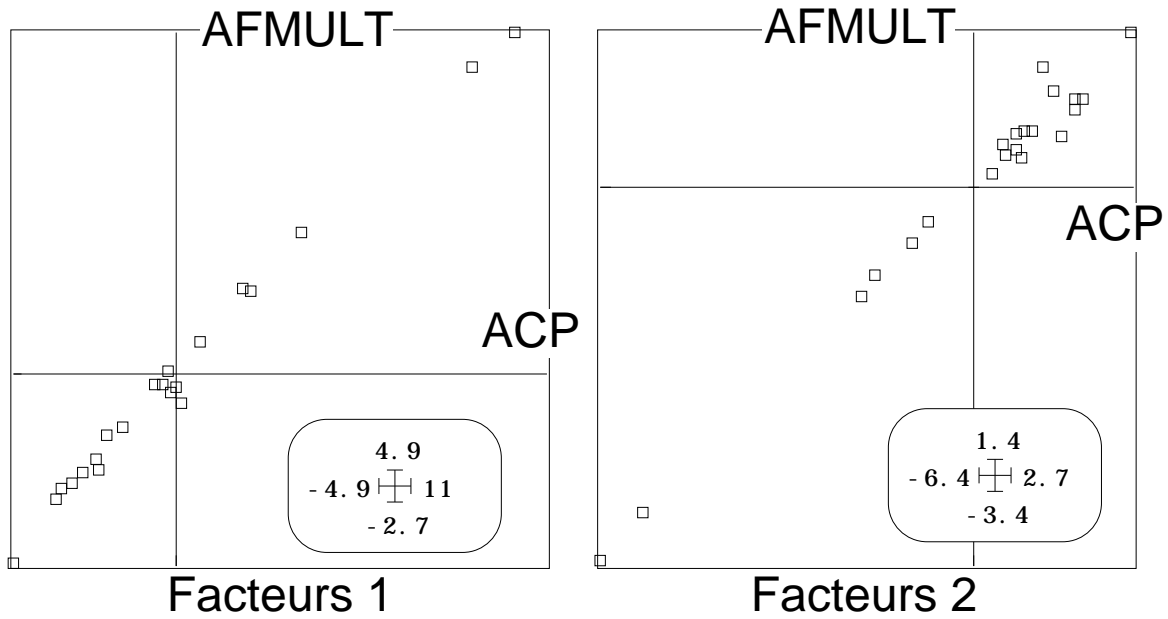 AFMULT
ACP
4.9
-4.9 11
-2.7
Facteurs 1
AFMULT
ACP
1.4
-6.4 2.7
-3.4
Facteurs 2